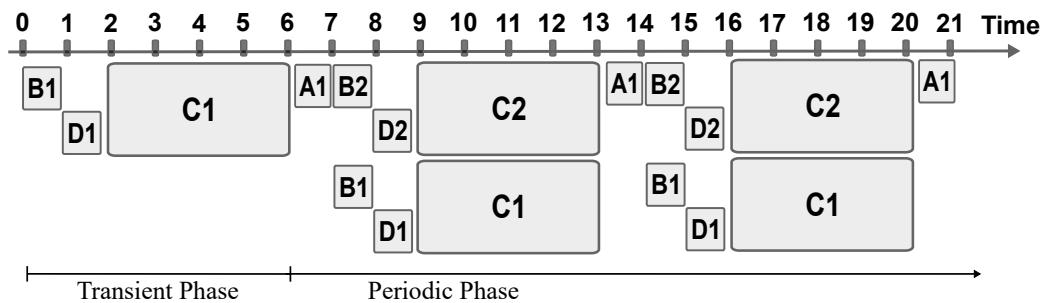 0 1 2 3 4 5 6 7 8 9 10 11 12 13 14 15 16 17 18 19 20 21 Time
B1 C1 A1 B2 C2 A1 B2 C2 A1
D1 D2 D2
B1 C1 B1 C1
D1 D1
Transient Phase Periodic Phase